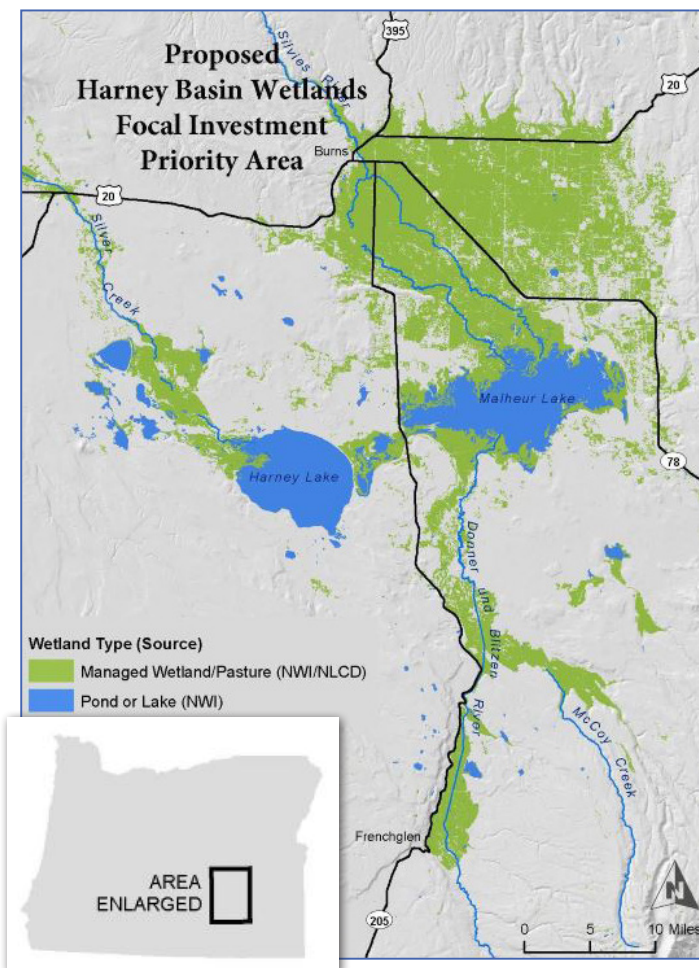 Proposed
Harney Basin Wetlands
Focal Investment
Priority Area
Silvies River
395
20
Burns
20
Silver Creek
Malheur Lake
Harney Lake
78
Donner und Blitzen River
McCoy Creek
Wetland Type (Source)
Managed Wetland/Pasture (NWI/NLCD)
Pond or Lake (NWI)
Frenchglen
205
AREA
ENLARGED
N
0 5 10 Miles